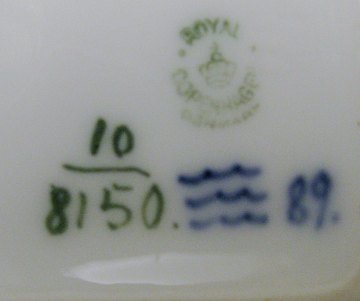 ROYAL
COPENHAGEN
DENMARK
10
8150. 89.